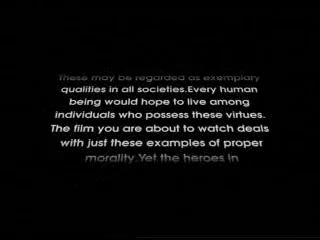 These may be regarded as exemplary
qualities in all societies.Every human
being would hope to live among
individuals who possess these virtues.
The film you are about to watch deals
with just these examples of proper
morality.Yet the heroes in